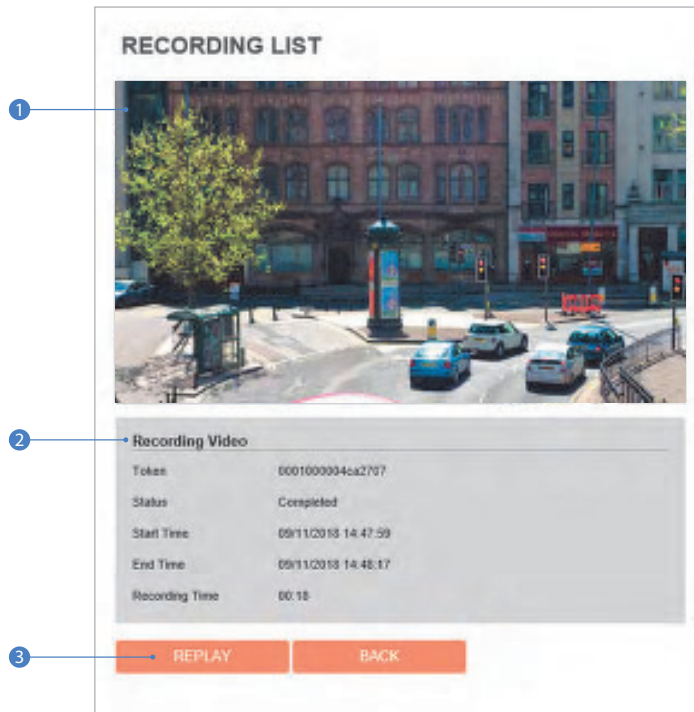 RECORDING LIST
1
2
Recording Video
Token 0001000004ca2707
Status Completed
Start Time 09/11/2018 14:47:59
End Time 09/11/2018 14:48:17
Recording Time 00:18
3
REPLAY BACK